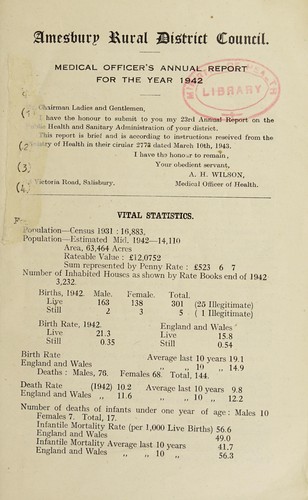 Amesbury Rural District Council.
MEDICAL OFFICER'S ANNUAL REPORT
FOR THE YEAR 1942
MINISTRY OF HEALTH
LIBRARY
Chairman Ladies and Gentlemen,
(1) I have the honour to submit to you my 23rd Annual Report on the
Health and Sanitary Administration of your district.
This report is brief and is according to instructions received from the
(2) of Health in their circular 2773 dated March 10th, 1943.
I have the honour to remain,
(3) Your obedient servant,
A. H. WILSON,
(4) Victoria Road, Salisbury. Medical Officer of Health.
VITAL STATISTICS.
Population—Census 1931 : 16,883.
Population—Estimated Mid, 1942—14,110
Area, 63,464 Acres
Rateable Value : £12,0752
Sum represented by Penny Rate : £523 6 7
Number of Inhabited Houses as shown by Rate Books end of 1942
3,232.
Births, 1942. Male. Female. Total.
Live 163 138 301 (25 Illegitimate)
Still 2 3 5 ( 1 Illegitimate)
Birth Rate, 1942. England and Wales
Live 21.3 Live 15.8
Still 0.35 Still 0.54
Birth Rate Average last 10 years 19.1
England and Wales „ „ 10 „ 14.9
Deaths : Males, 76. Females 68. Total, 144.
Death Rate (1942) 10.2 Average last 10 years 9.8
England and Wales „ 11.6 „ „ 10 „ 12.2
Number of deaths of infants under one year of age : Males 10
Females 7. Total, 17.
Infantile Mortality Rate (per 1,000 Live Births) 56.6
England and Wales 49.0
Infantile Mortality Average last 10 years 41.7
England and Wales „ „ 10 „ 56.3